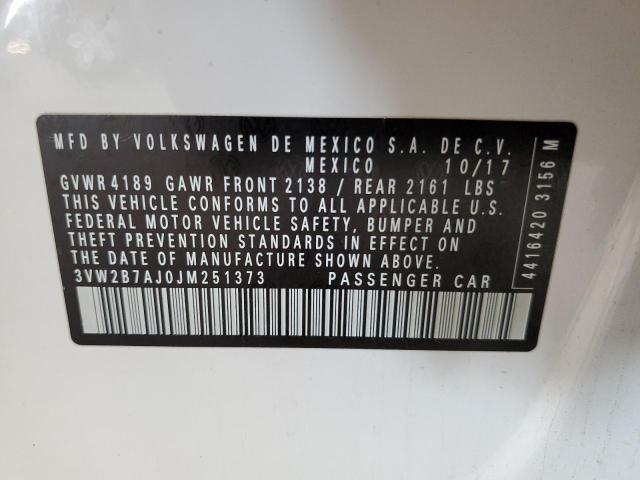 MFD BY VOLKSWAGEN DE MEXICO S.A. DE C.V.
MEXICO 10/17
GVWR 4189 GAWR FRONT 2138 / REAR 2161 LBS
THIS VEHICLE CONFORMS TO ALL APPLICABLE U.S.
FEDERAL MOTOR VEHICLE SAFETY, BUMPER AND
THEFT PREVENTION STANDARDS IN EFFECT ON
THE DATE OF MANUFACTURE SHOWN ABOVE.
3VW2B7AJ0JM251373 PASSENGER CAR
4416420 3156 M